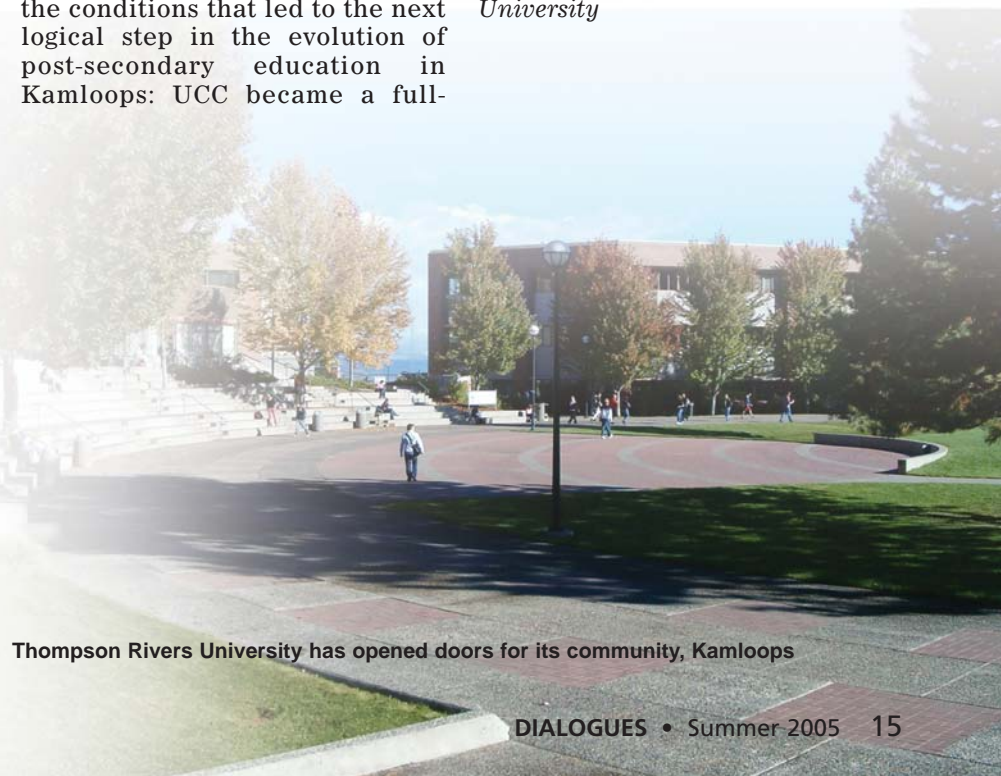 the conditions that led to the next
logical step in the evolution of
post-secondary education in
Kamloops: UCC became a full-
University
Thompson Rivers University has opened doors for its community, Kamloops
DIALOGUES • Summer 2005 15